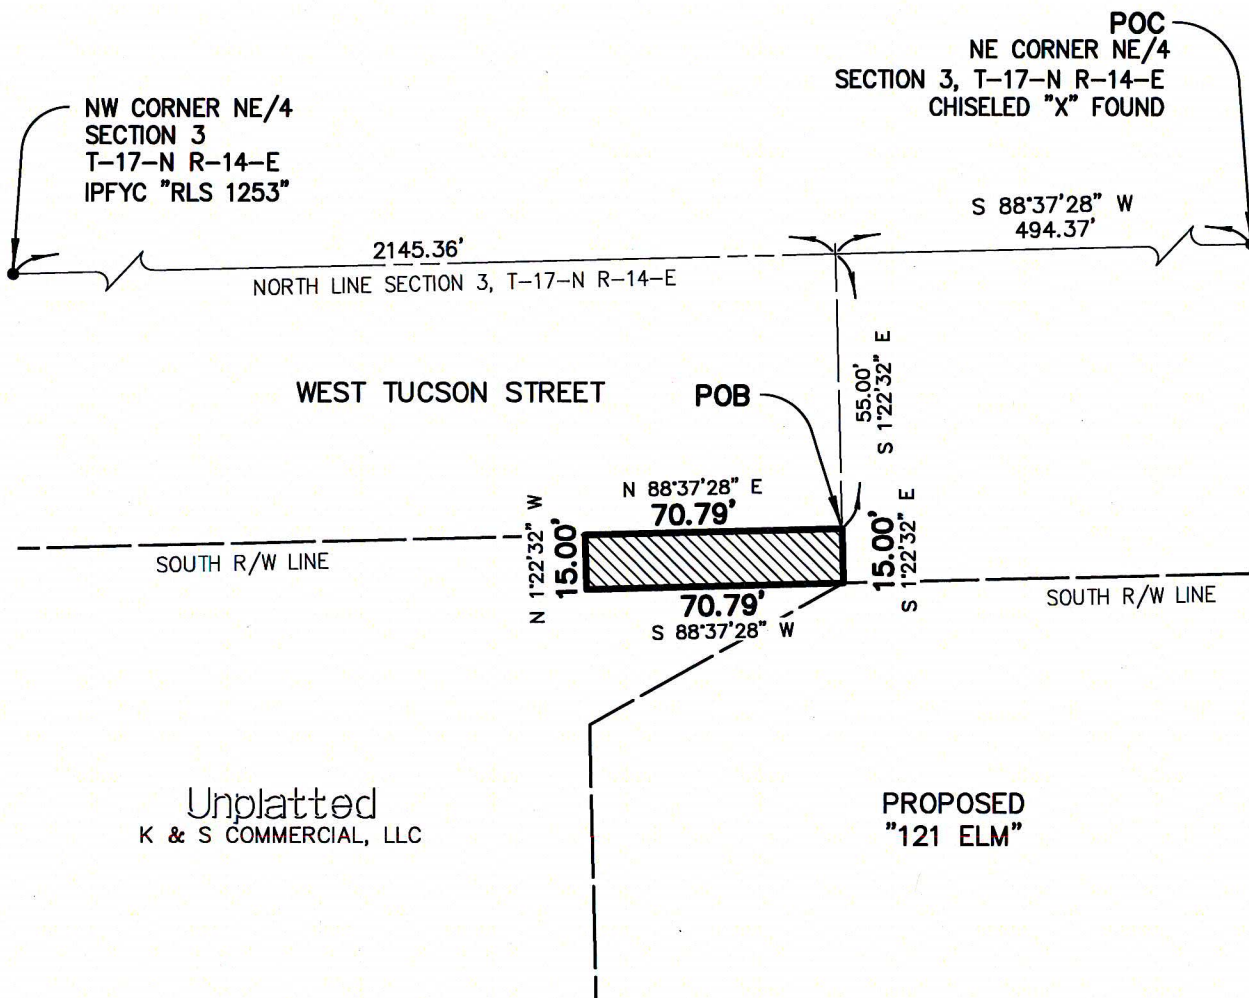 POC
NE CORNER NE/4
SECTION 3, T-17-N R-14-E
CHISELED "X" FOUND
NW CORNER NE/4
SECTION 3
T-17-N R-14-E
IPFYC "RLS 1253"
S 88°37'28" W
494.37'
2145.36'
NORTH LINE SECTION 3, T-17-N R-14-E
55.00'
S 1°22'32" E
WEST TUCSON STREET
POB
N 88°37'28" E
70.79'
N 1°22'32" W
15.00'
15.00'
S 1°22'32" E
SOUTH R/W LINE
70.79'
S 88°37'28" W
SOUTH R/W LINE
Unplatted
K & S COMMERCIAL, LLC
PROPOSED
"121 ELM"